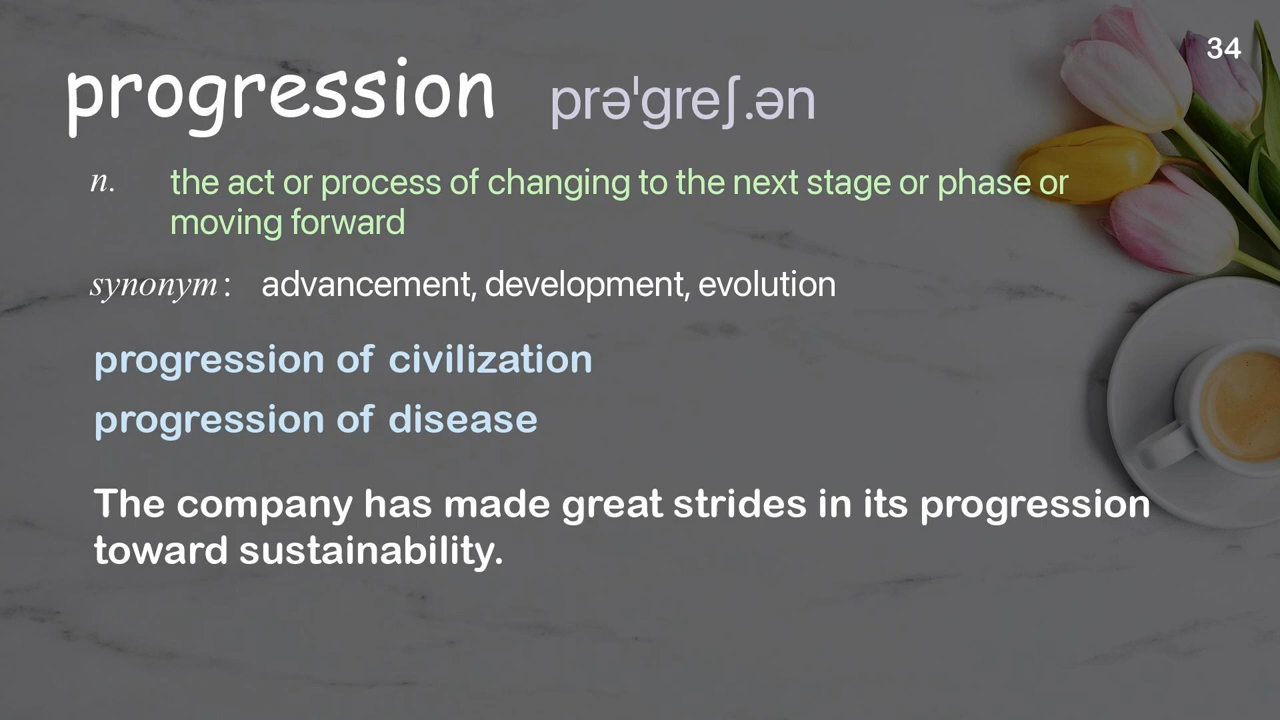 34
progression prəˈgreʃ.ən
n. the act or process of changing to the next stage or phase or
moving forward
synonym : advancement, development, evolution
progression of civilization
progression of disease
The company has made great strides in its progression
toward sustainability.